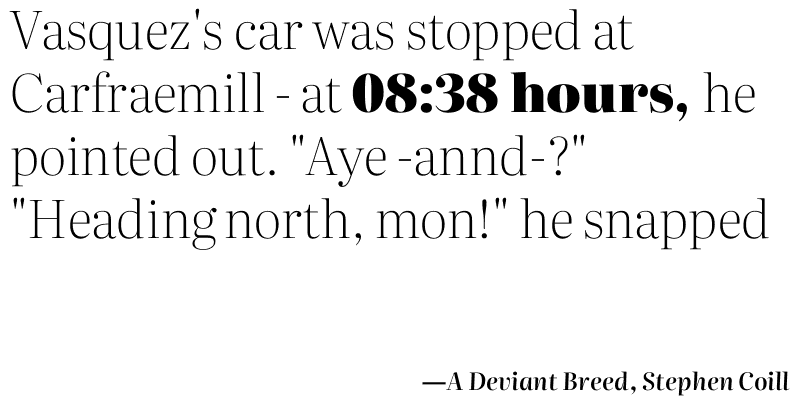 Vasquez's car was stopped at
Carfraemill - at 08:38 hours, he
pointed out. "Aye -annd-?"
"Heading north, mon!" he snapped
—A Deviant Breed, Stephen Coill